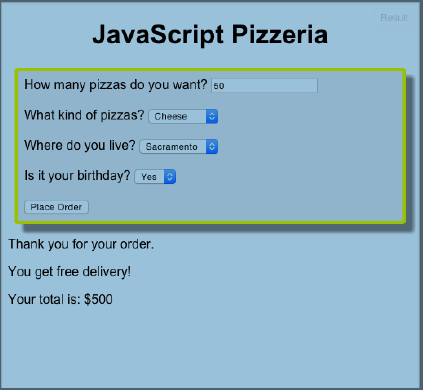 Result
JavaScript Pizzeria
How many pizzas do you want? 50
What kind of pizzas? Cheese
Where do you live? Sacramento
Is it your birthday? Yes
Place Order
Thank you for your order.
You get free delivery!
Your total is: $500